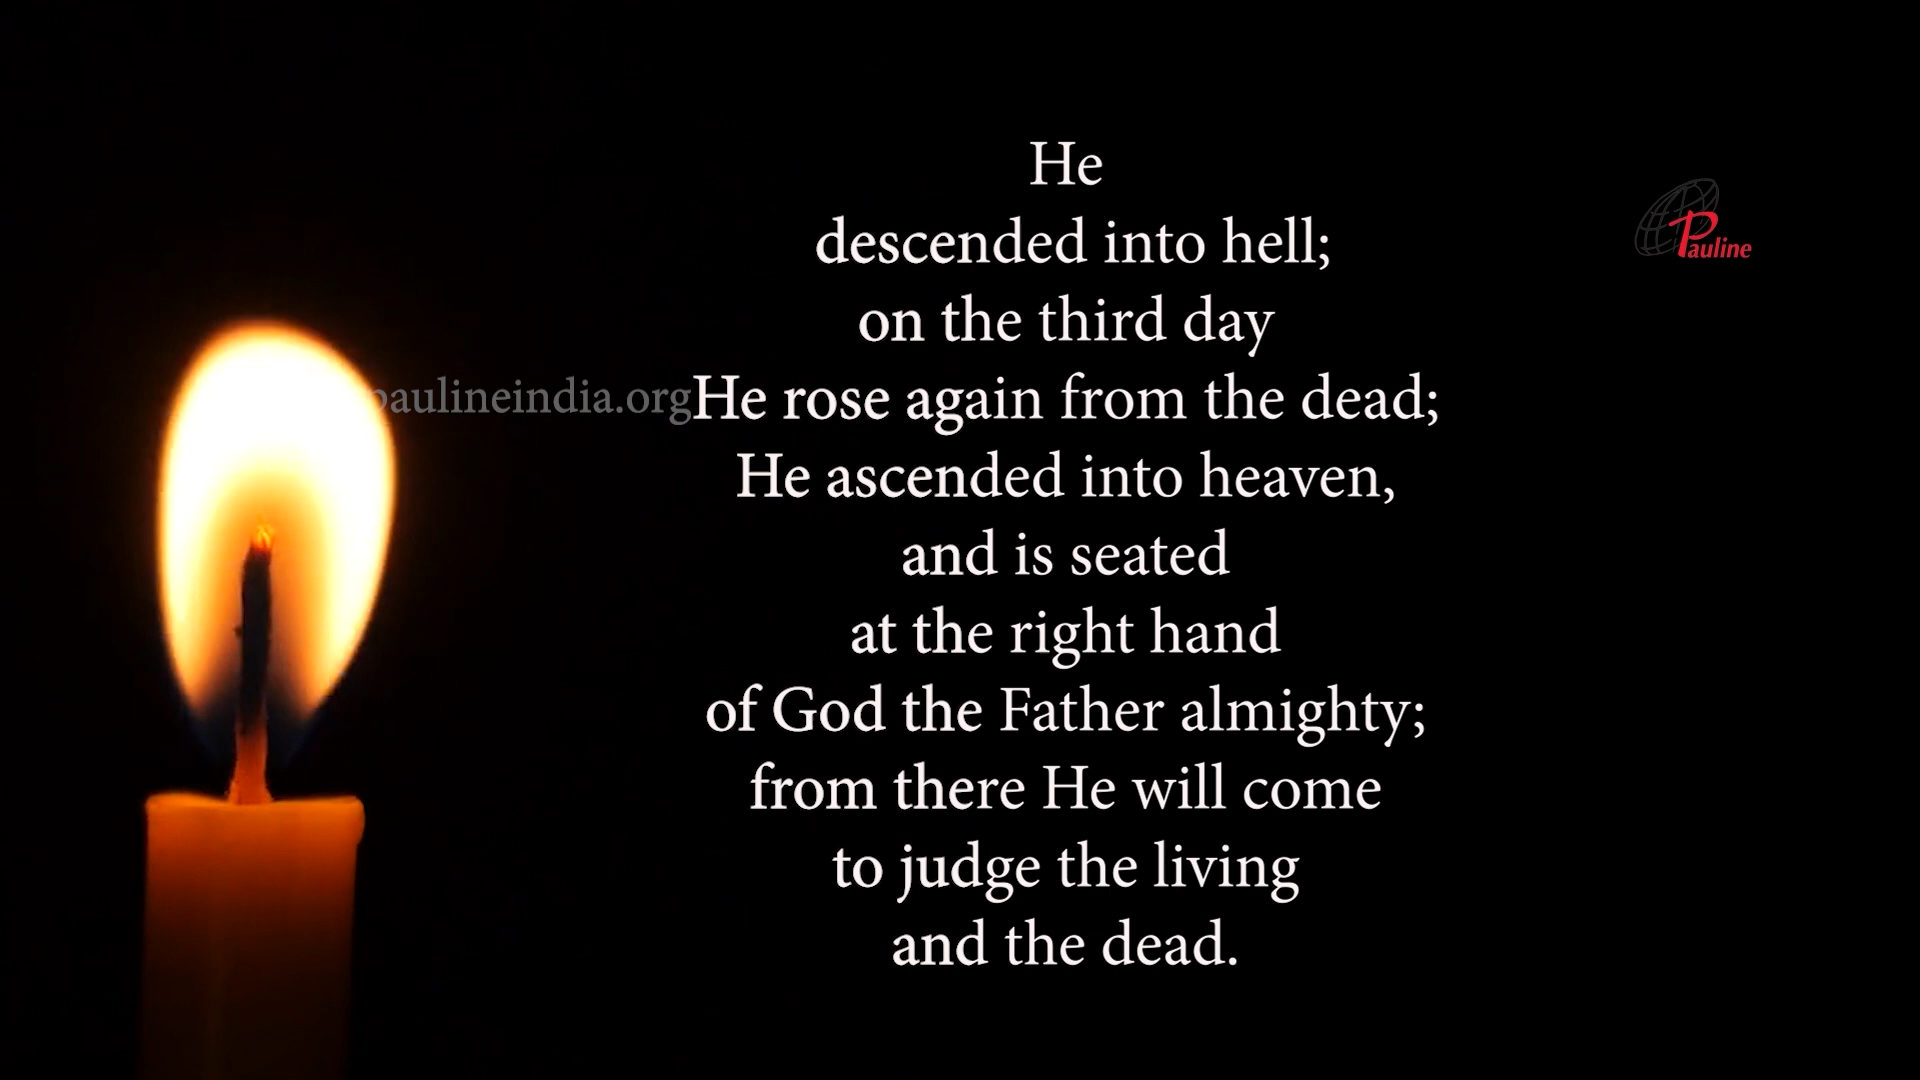 He
descended into hell;
on the third day
He rose again from the dead;
He ascended into heaven,
and is seated
at the right hand
of God the Father almighty;
from there He will come
to judge the living
and the dead.
paulineindia.org
Pauline